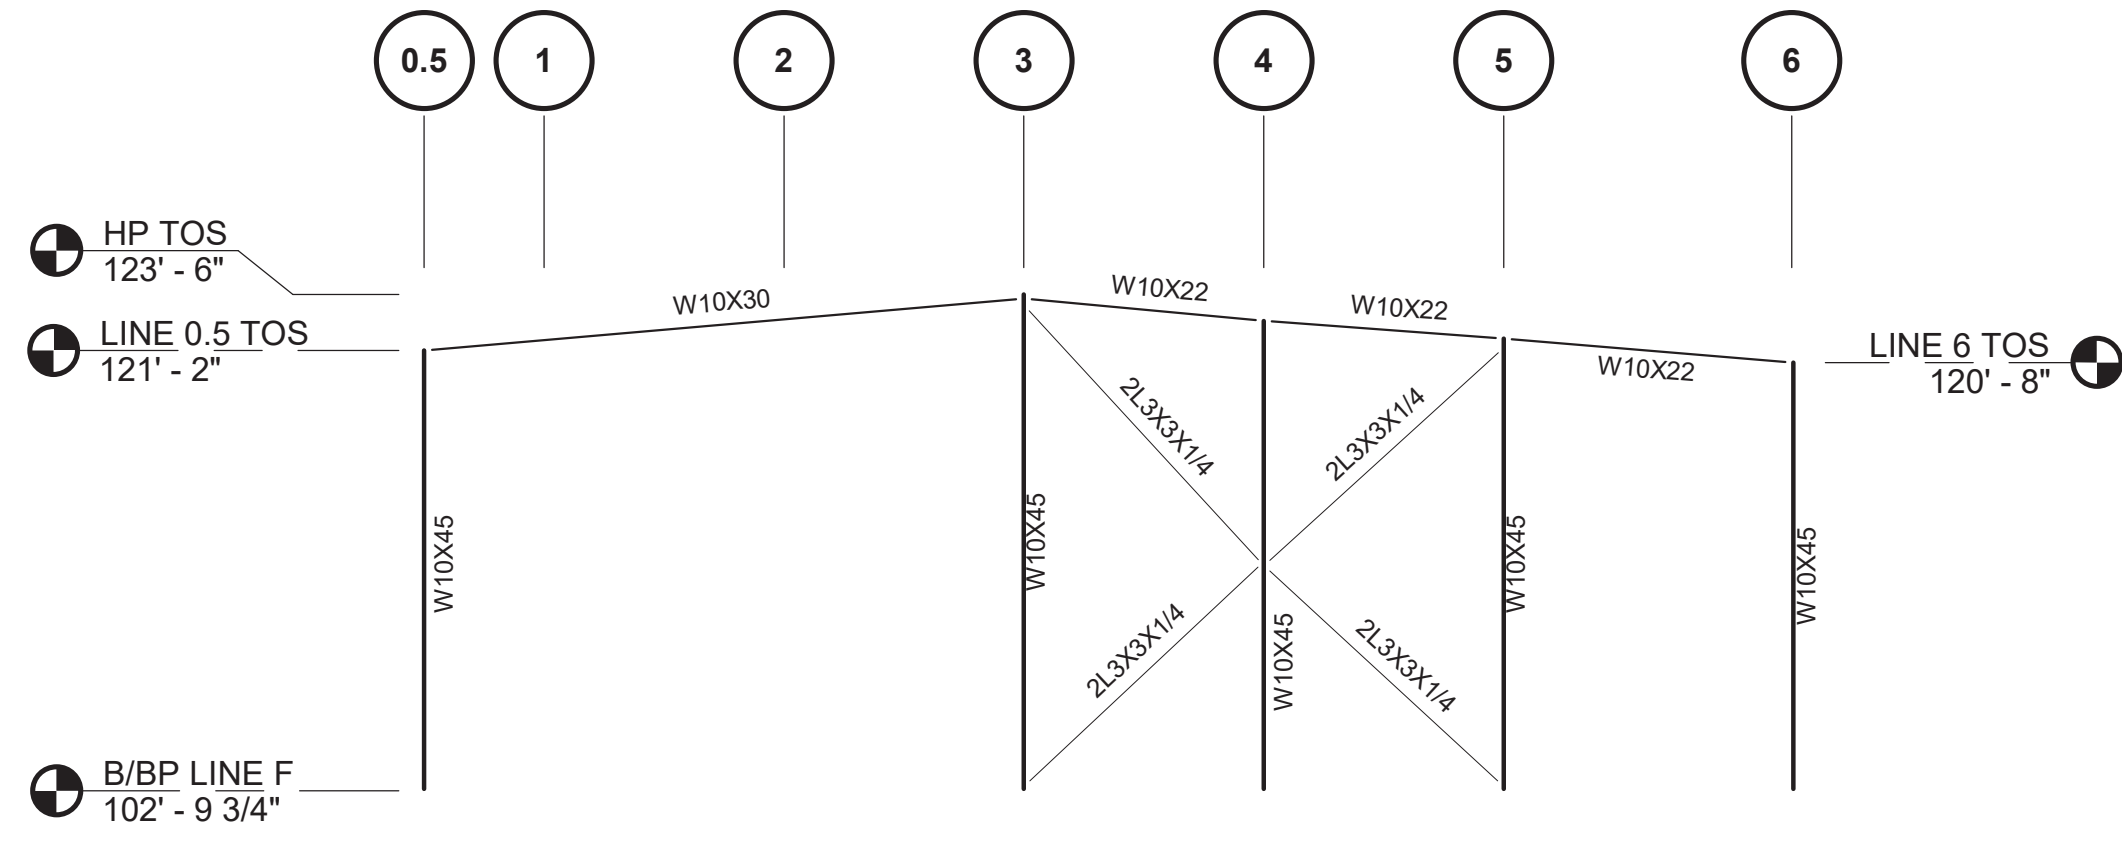 0.5
1
2
3
4
5
6
HP TOS
123' - 6"
LINE 0.5 TOS
121' - 2"
W10X30
W10X22
W10X22
W10X22
LINE 6 TOS
120' - 8"
2L3X3X1/4
2L3X3X1/4
W10X45
W10X45
W10X45
W10X45
2L3X3X1/4
W10X45
2L3X3X1/4
B/BP LINE F
102' - 9 3/4"